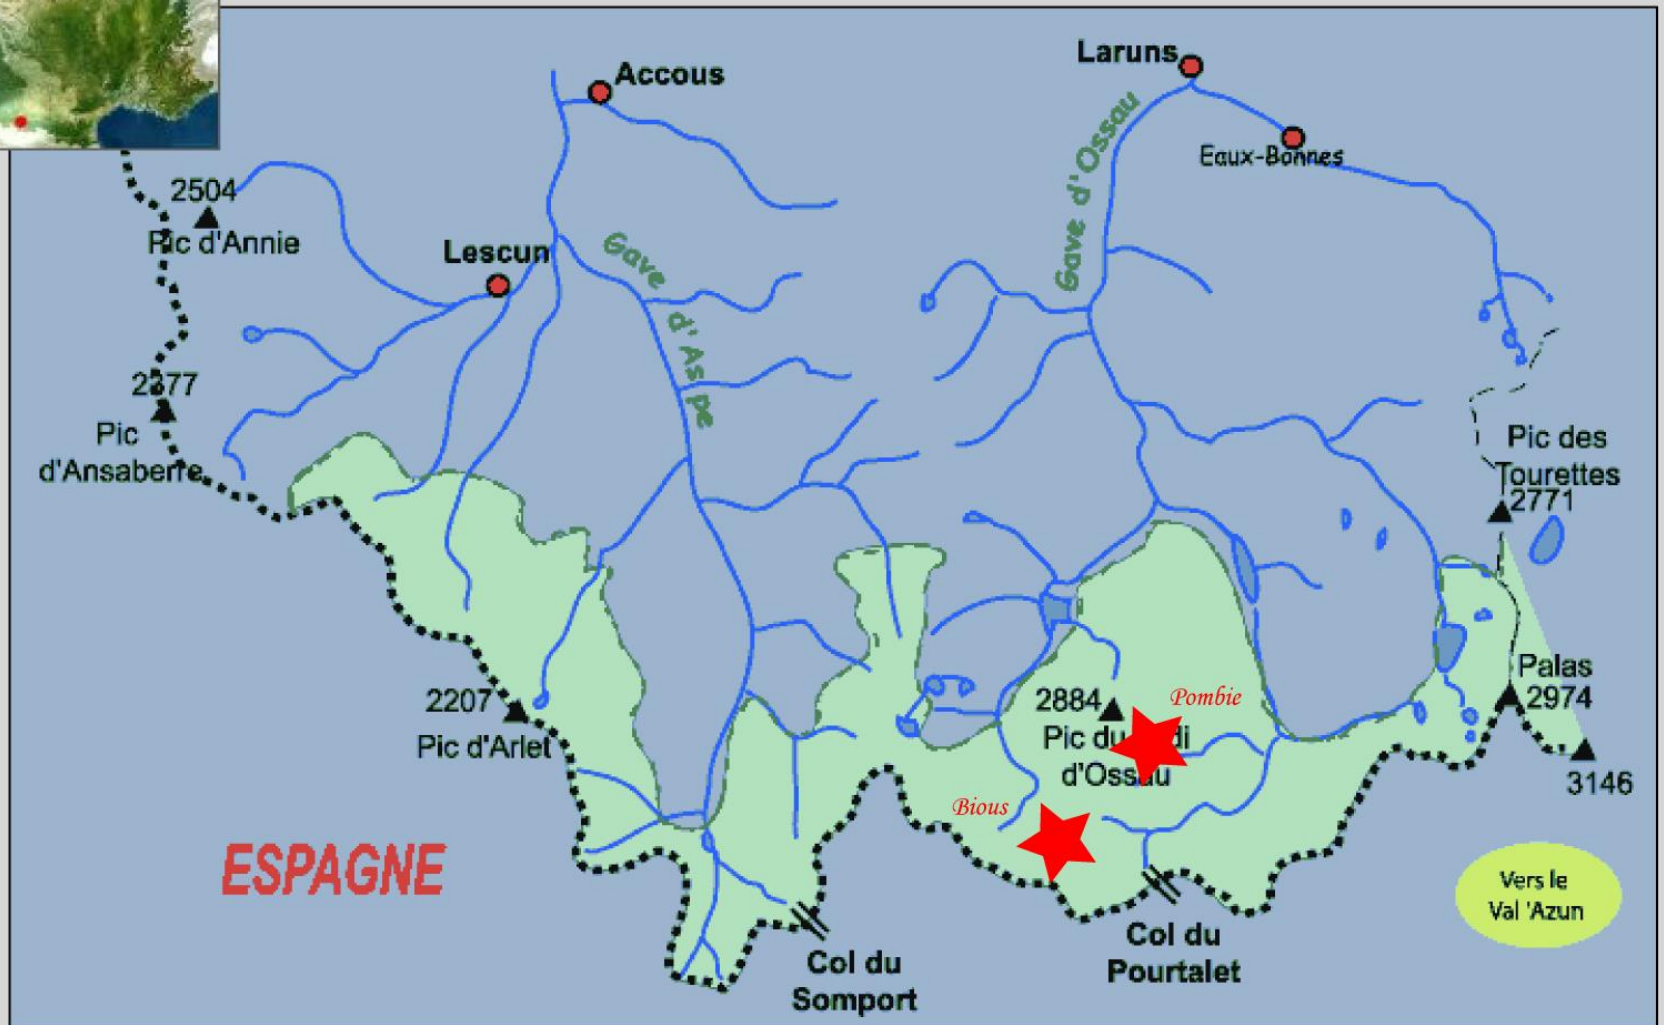 Laruns
Accous
Gave d'Ossau
Eaux-Bonnes
2504
Pic d'Annie
Lescun
Gave d'Aspe
2377
Pic
d'Ansaberre
Pic des
Tourettes
2771
Palas
2974
2884
Pombie
Pic du Midi
d'Ossau
2207
Pic d'Arlet
3146
Bious
ESPAGNE
Vers le
Val 'Azun
Col du
Pourtalet
Col du
Somport